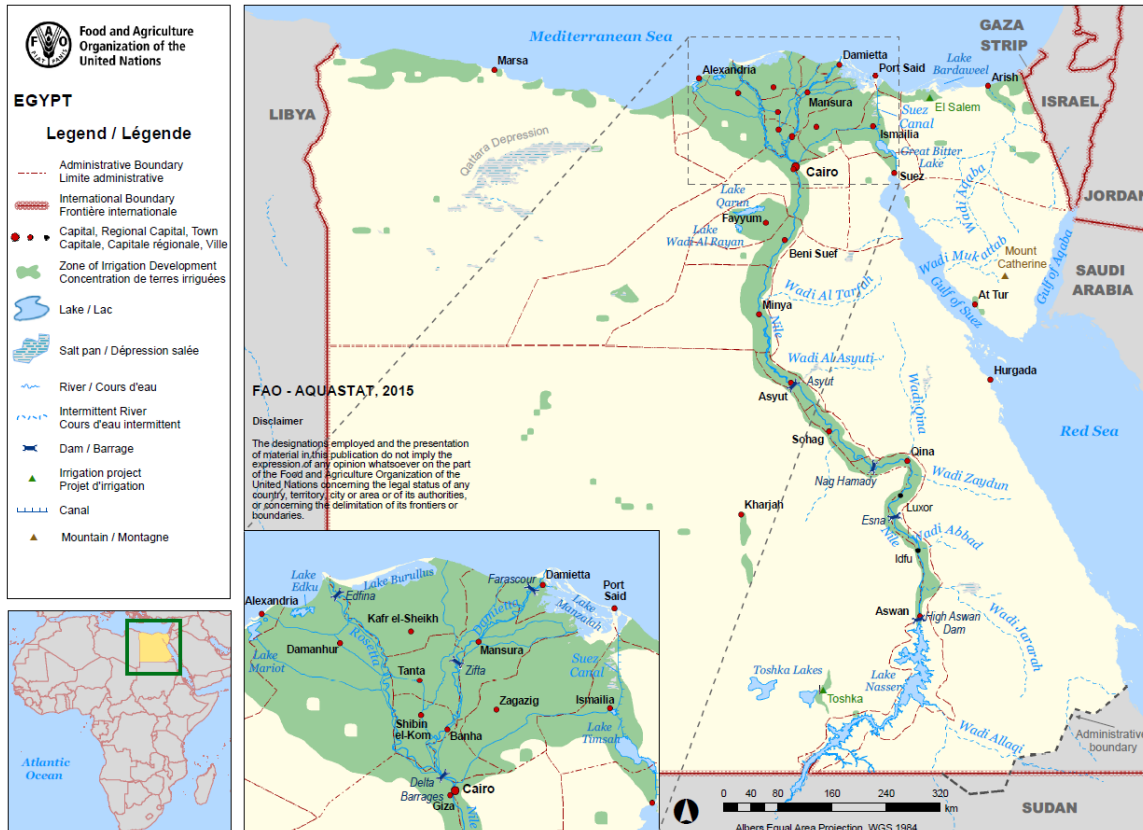 Food and Agriculture
Organization of the
United Nations
FAO
FIAT PANIS
EGYPT
Legend / Légende
Administrative Boundary
Limite administrative
International Boundary
Frontière internationale
Capital, Regional Capital, Town
Capitale, Capitale régionale, Ville
Zone of Irrigation Development
Concentration de terres irriguées
Lake / Lac
Salt pan / Dépression salée
River / Cours d'eau
Intermittent River
Cours d'eau intermittent
Dam / Barrage
Irrigation project
Projet d'irrigation
Canal
Mountain / Montagne
Atlantic
Ocean
Mediterranean Sea
GAZA
STRIP
Marsa
Alexandria
Damietta
Port Said
Lake
Bardaweel
Arish
LIBYA
Mansura
Suez
Canal
El Salem
ISRAEL
Ismailia
Great Bitter
Lake
Qattara Depression
Cairo
Suez
JORDAN
Lake
Qarun
Fayyum
Lake
Wadi Al Rayan
Beni Suef
Wadi Aqaba
Wadi Aqaba
Wadi Mukattab
Mount
Catherine
SAUDI
ARABIA
Gulf of Aqaba
Gulf of Suez
At Tur
Wadi Al Tarfah
Minya
Nile
Wadi Al Asyuti
Hurgada
Asyut
Asyut
Wadi Qina
Sohag
Red Sea
Qina
Nag Hamady
Wadi Zaydun
Luxor
Kharjah
Esna
Nile
Wadi Abbad
Idfu
Aswan
High Aswan
Dam
Wadi Jararah
Toshka Lakes
Lake
Nasser
Toshka
Wadi Allaqi
Administrative
boundary
SUDAN
FAO - AQUASTAT, 2015
Disclaimer
The designations employed and the presentation
of material in this publication do not imply the
expression of any opinion whatsoever on the part
of the Food and Agriculture Organization of the
United Nations concerning the legal status of any
country, territory, city or area or of its authorities,
or concerning the delimitation of its frontiers or
boundaries.
Lake
Edku
Lake Burullus
Farascour
Damietta
Port
Said
Alexandria
Edfina
Kafr el-Sheikh
Damietta
Lake
Manzalah
Damanhur
Rosetta
Mansura
Lake
Mariot
Zifta
Suez
Canal
Tanta
Zagazig
Ismailia
Shibin
el-Kom
Banha
Lake
Timsah
Delta
Barrages
Cairo
Giza
Nile
0 40 80 160 240 320
km
Albers Equal Area Projection, WGS 1984